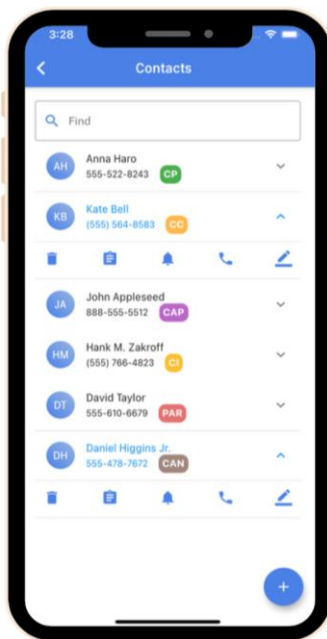 3:28
Contacts
Find
AH
Anna Haro
555-522-8243 CP
KB
Kate Bell
(555) 564-8583 CC
JA
John Appleseed
888-555-5512 CAP
HM
Hank M. Zakroff
(555) 766-4823 CI
DT
David Taylor
555-610-6679 PAR
DH
Daniel Higgins Jr.
555-478-7672 CAN